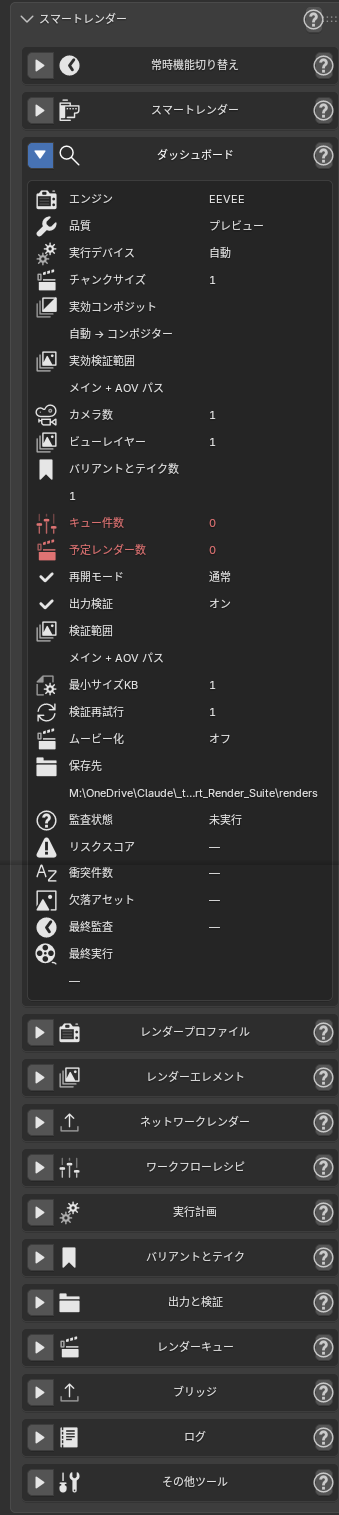 スマートレンダー
常時機能切り替え
スマートレンダー
ダッシュボード
エンジン EEVEE
品質 プレビュー
実行デバイス 自動
チャンクサイズ 1
実効コンポジット
自動 → コンポジター
実効検証範囲
メイン + AOV パス
カメラ数 1
ビューレイヤー 1
バリアントとテイク数
1
キュー件数 0
予定レンダー数 0
再開モード 通常
出力検証 オン
検証範囲
メイン + AOV パス
最小サイズKB 1
検証再試行 1
ムービー化 オフ
保存先
M:\OneDrive\Claude\_t...rt_Render_Suite\renders
監査状態 未実行
リスクスコア —
衝突件数 —
欠落アセット —
最終監査 —
最終実行
—
レンダープロファイル
レンダーエレメント
ネットワークレンダー
ワークフローレシピ
実行計画
バリアントとテイク
出力と検証
レンダーキュー
ブリッジ
ログ
その他ツール